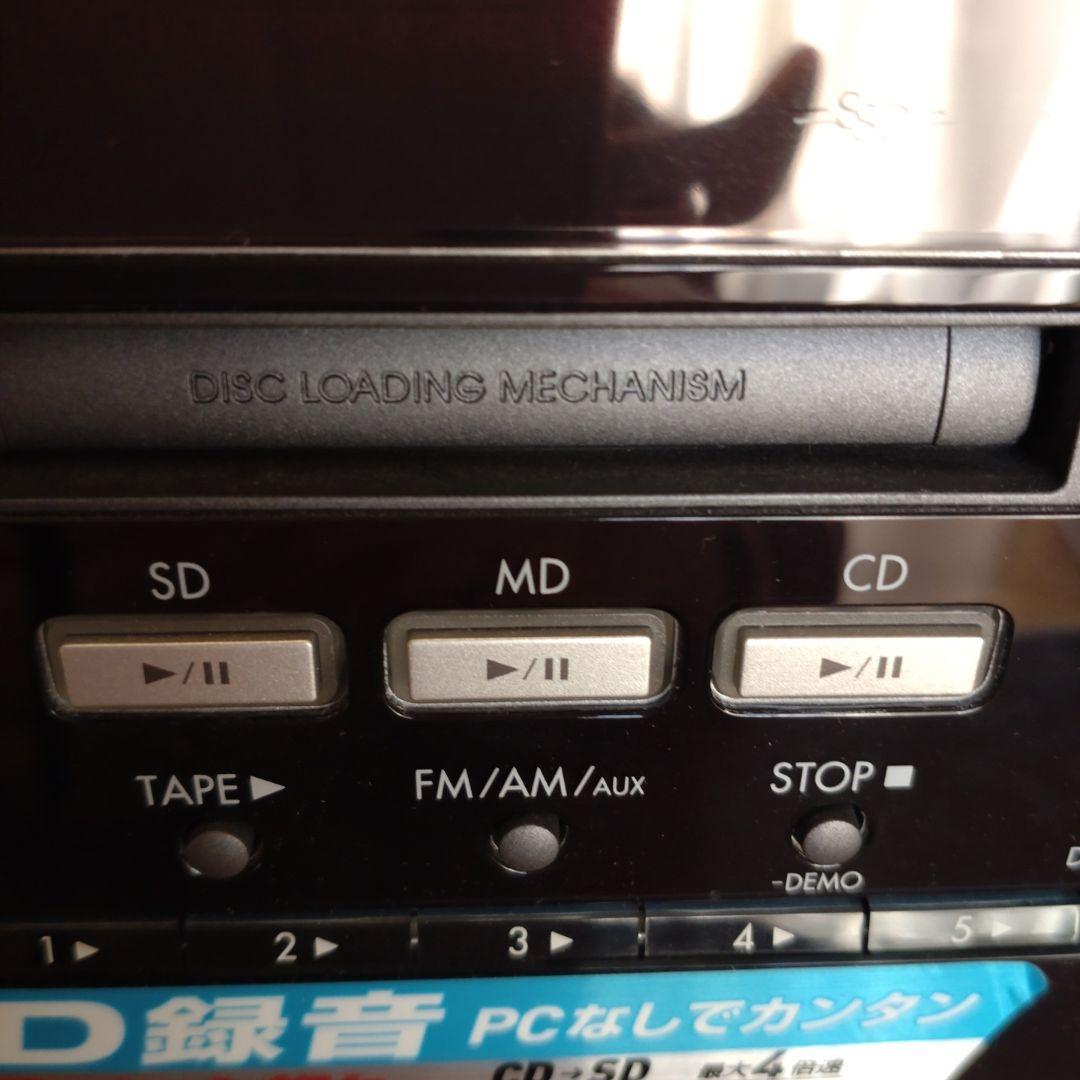 DISC LOADING MECHANISM
SD MD CD
▶/II ▶/II ▶/II
TAPE ▶ FM/AM/AUX STOP ■
-DEMO
1 ▶ 2 ▶ 3 ▶ 4 ▶ 5 ▶
D録音 PCなしでカンタン
CD→SD 最大4倍速